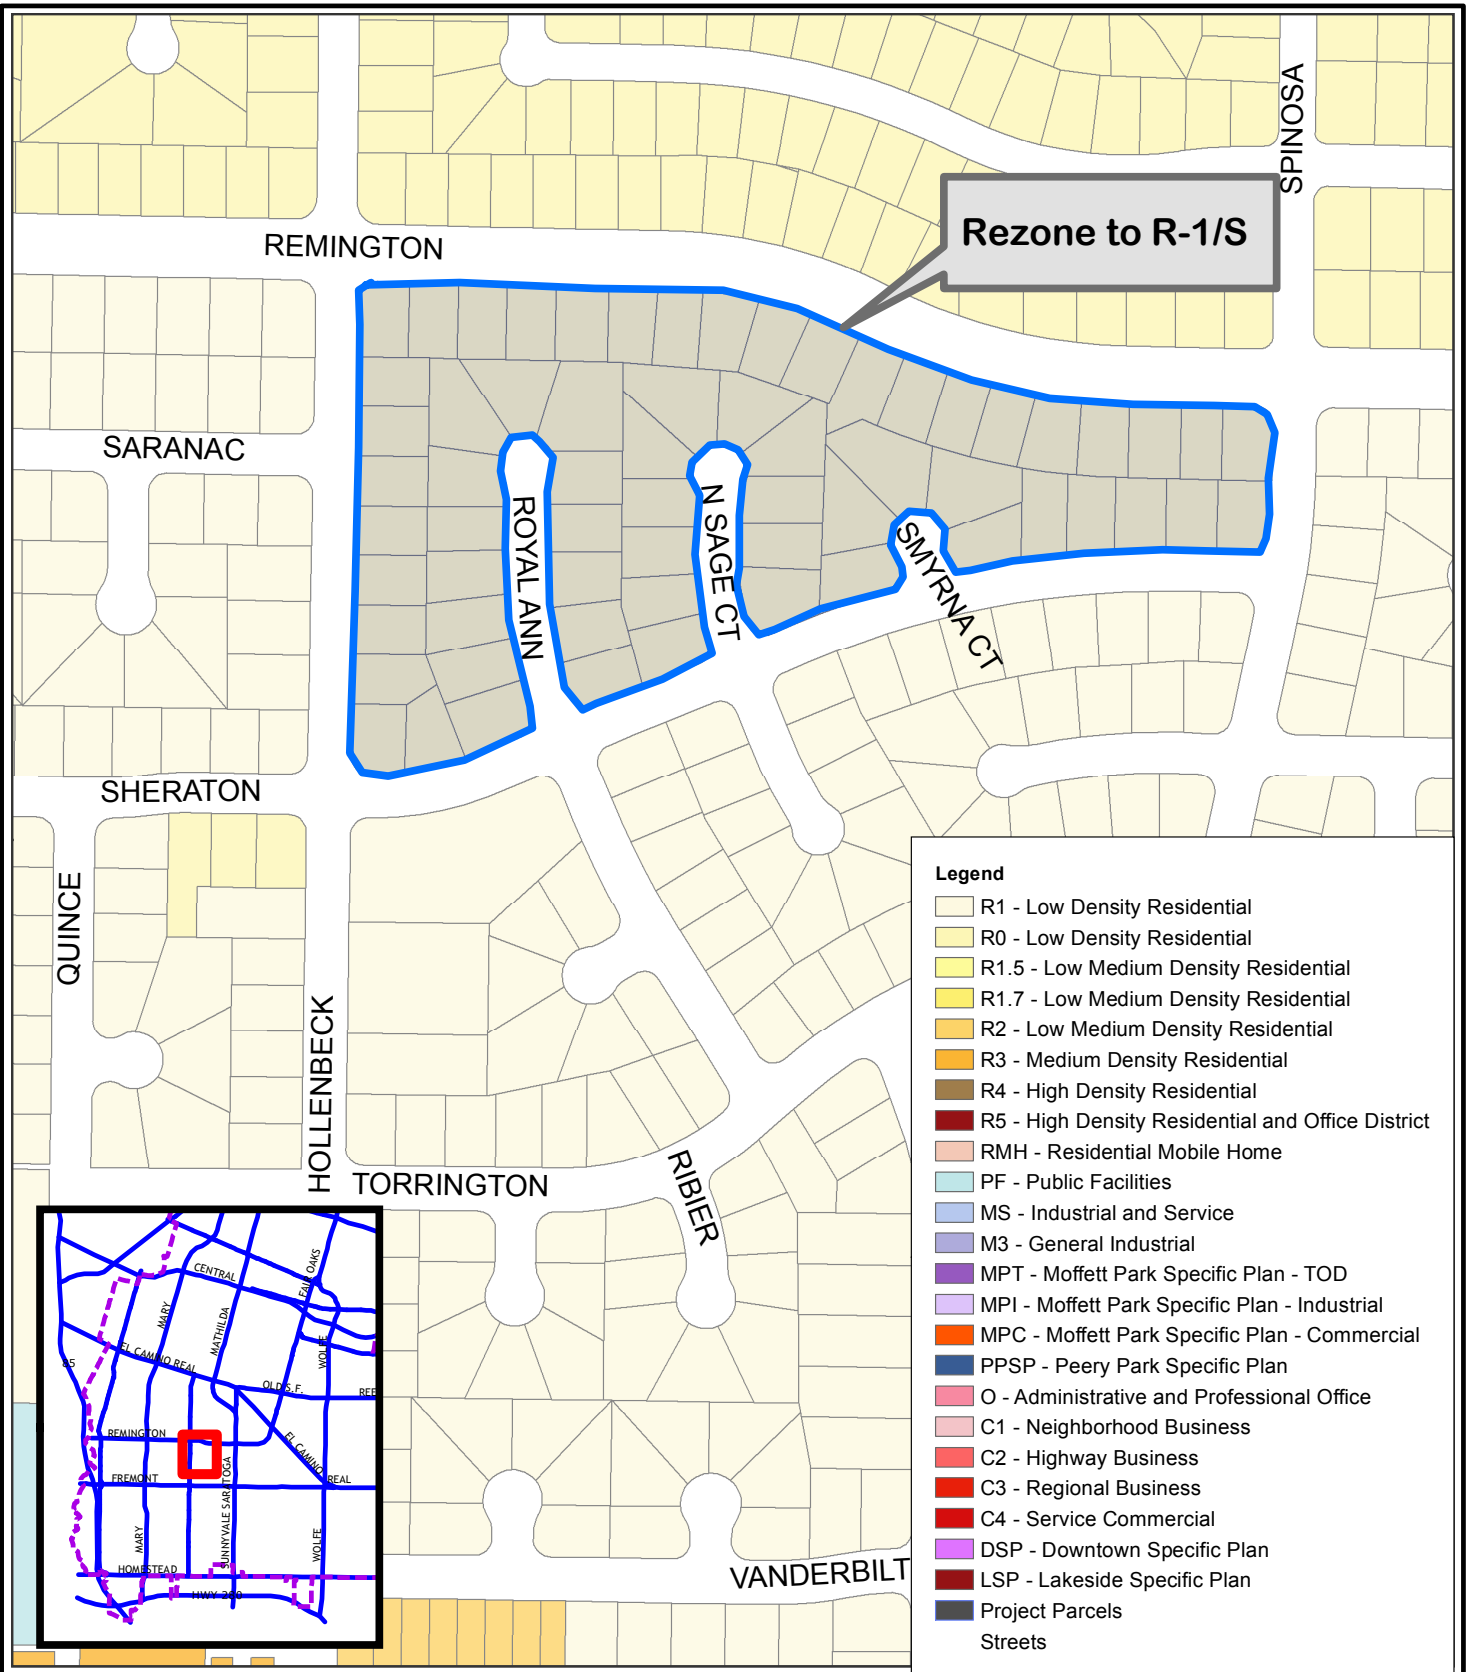 SPINOSA
Rezone to R-1/S
REMINGTON
SARANAC
ROYAL ANN
N SAGE CT
SMYRNA CT
SHERATON
QUINCE
HOLLENBECK
TORRINGTON
RIBIER
VANDERBILT
Legend
R1 - Low Density Residential
R0 - Low Density Residential
R1.5 - Low Medium Density Residential
R1.7 - Low Medium Density Residential
R2 - Low Medium Density Residential
R3 - Medium Density Residential
R4 - High Density Residential
R5 - High Density Residential and Office District
RMH - Residential Mobile Home
PF - Public Facilities
MS - Industrial and Service
M3 - General Industrial
MPT - Moffett Park Specific Plan - TOD
MPI - Moffett Park Specific Plan - Industrial
MPC - Moffett Park Specific Plan - Commercial
PPSP - Peery Park Specific Plan
O - Administrative and Professional Office
C1 - Neighborhood Business
C2 - Highway Business
C3 - Regional Business
C4 - Service Commercial
DSP - Downtown Specific Plan
LSP - Lakeside Specific Plan
Project Parcels
Streets
CENTRAL
FAIR OAKS
MARY
MATHILDA
WOLFE
EL CAMINO REAL
85
OLD S.F.
REE
REMINGTON
EL CAMINO
REAL
FREMONT
SUNNYVALE SARATOGA
MARY
WOLFE
HOMESTEAD
HWY 280